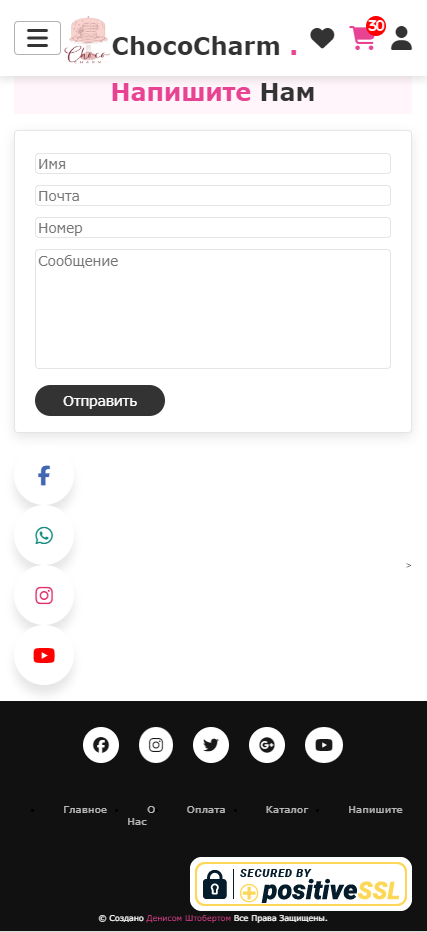 Choco
CHARM
ChocoCharm .
30
Напишите Нам
Имя
Почта
Номер
Сообщение
Отправить
>
Главное О Нас Оплата Каталог Напишите
SECURED BY
positiveSSL
© Создано Денисом Штобертом Все Права Защищены.